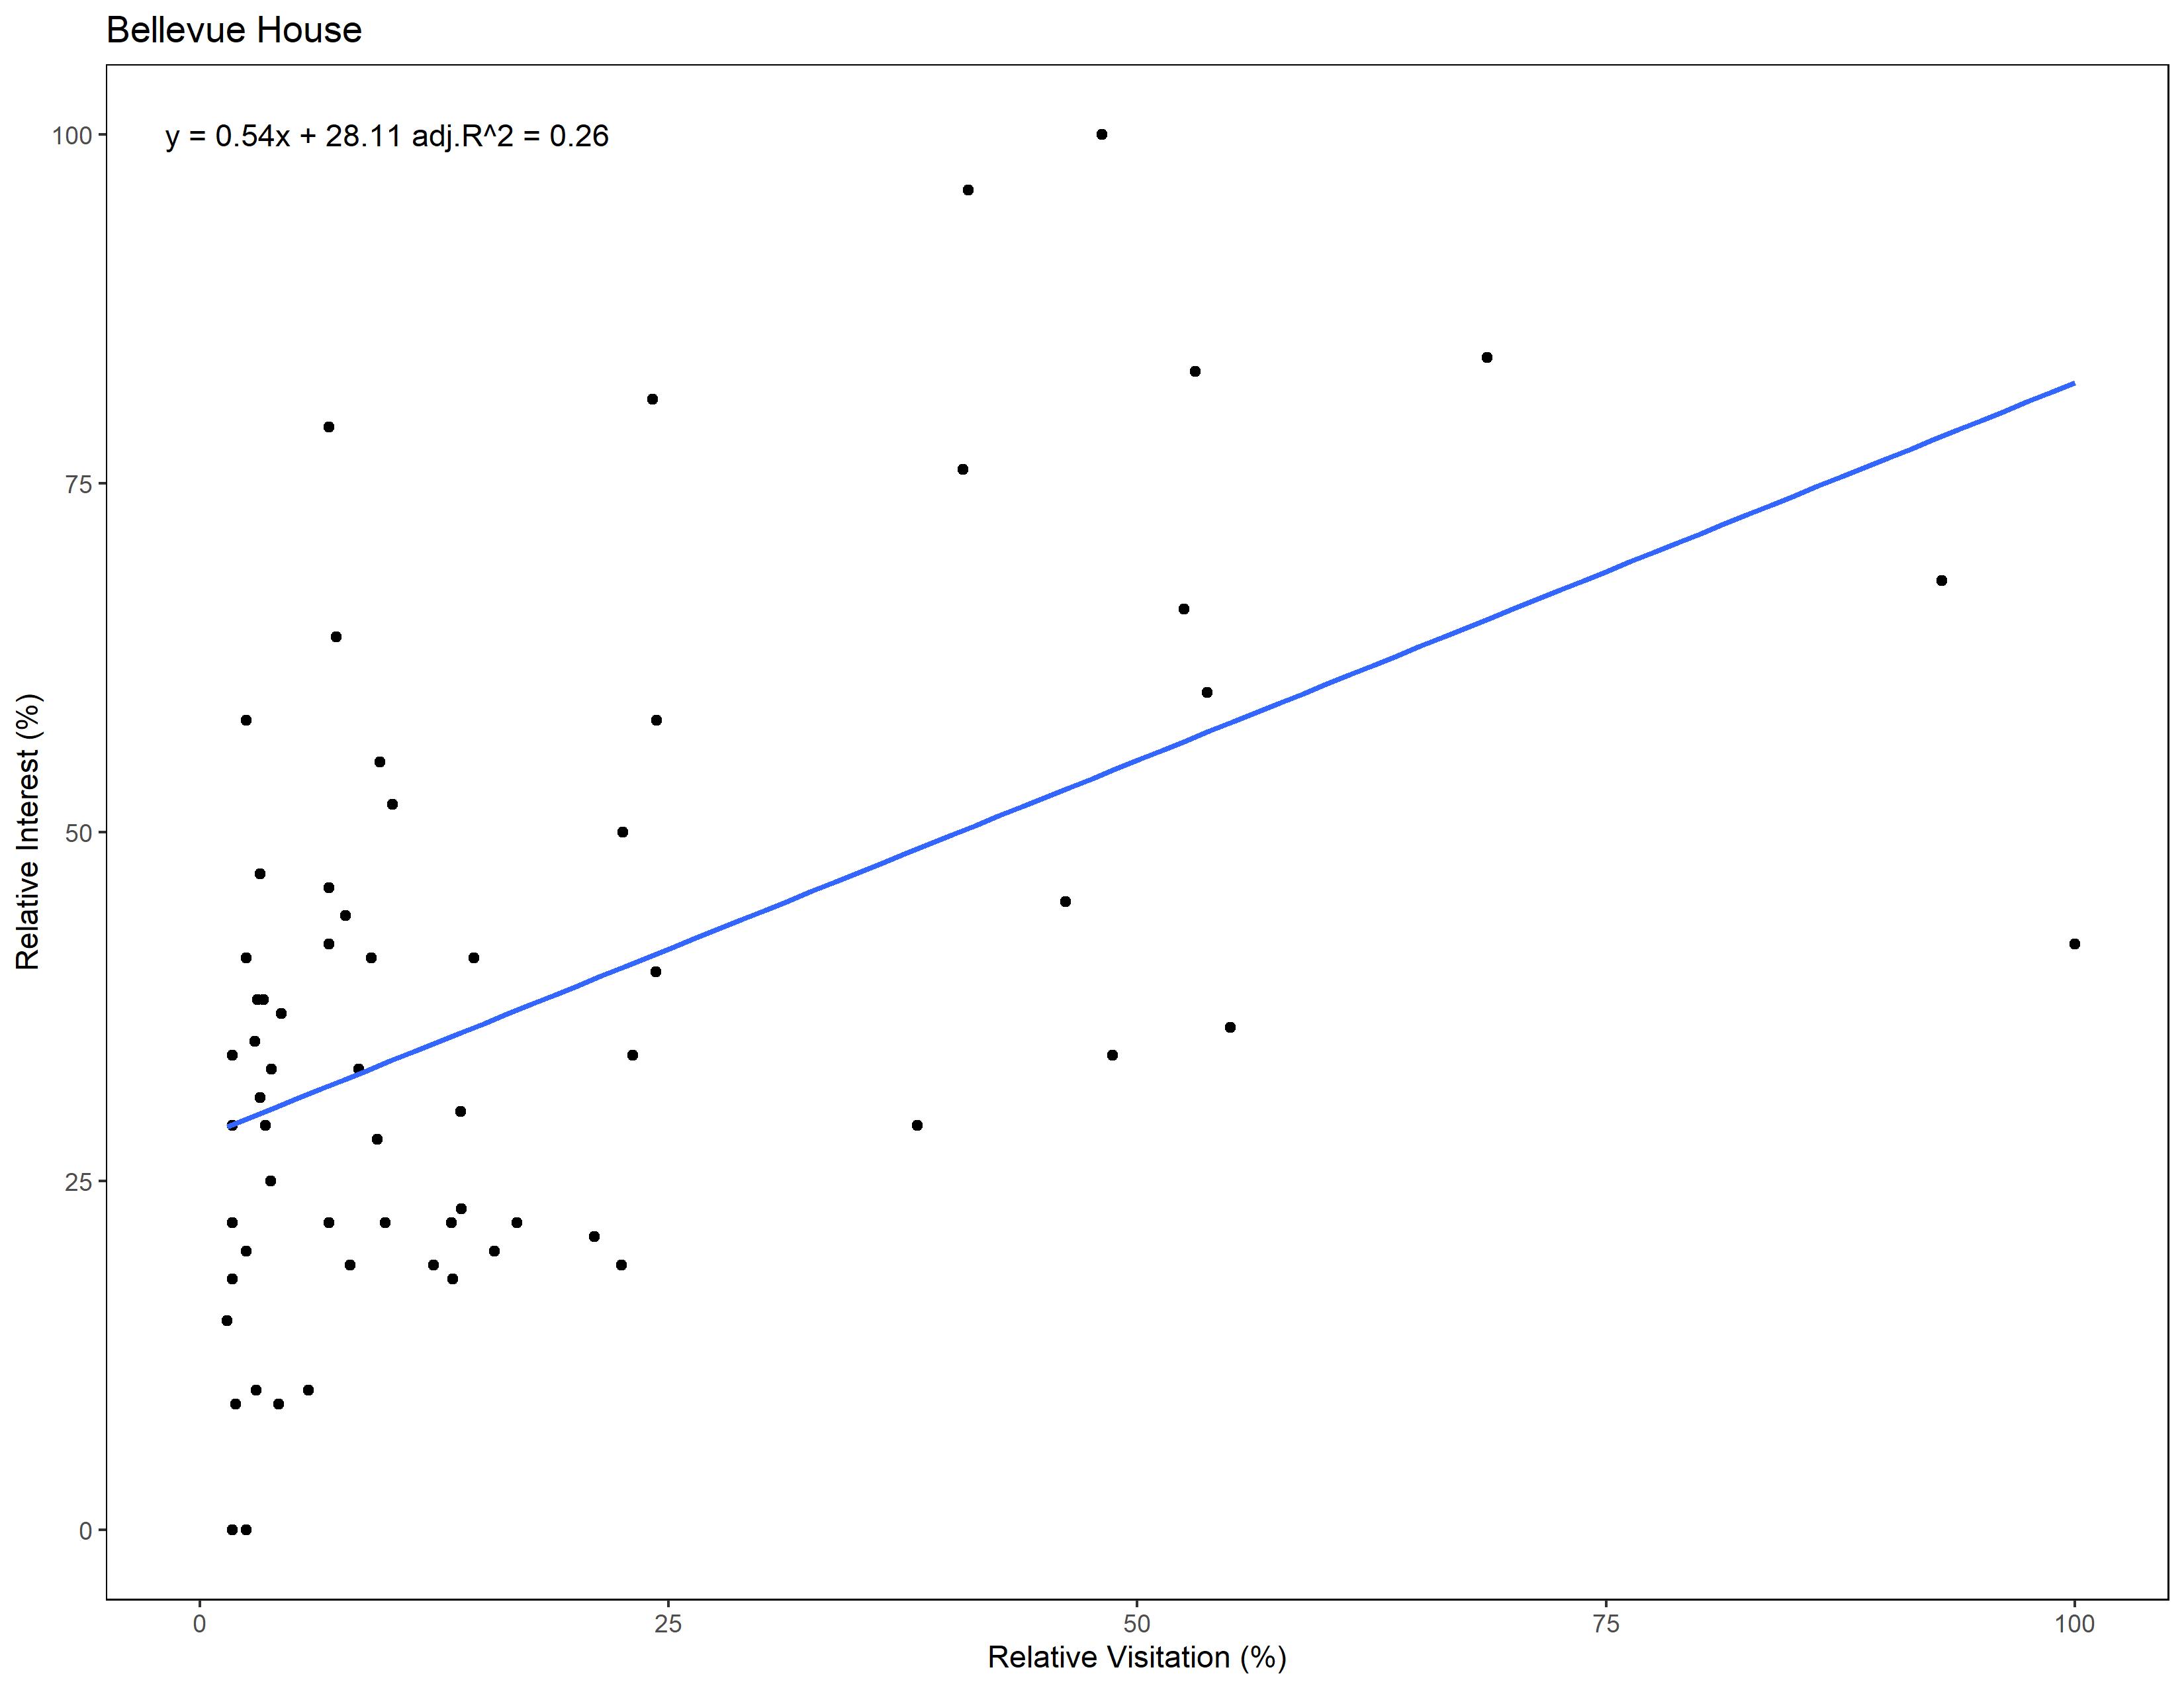 Bellevue House
y = 0.54x + 28.11 adj.R^2 = 0.26
100
75
50
25
0
Relative Interest (%)
0 25 50 75 100
Relative Visitation (%)